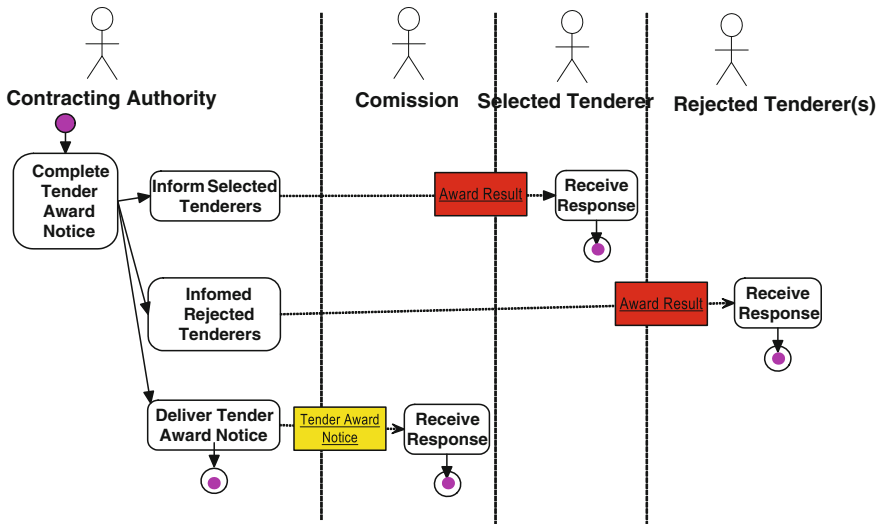 Contracting Authority
Comission
Selected Tenderer
Rejected Tenderer(s)
Complete
Tender
Award
Notice
Inform Selected
Tenderers
Award Result
Receive
Response
Infomed
Rejected
Tenderers
Award Result
Receive
Response
Deliver Tender
Award Notice
Tender Award
Notice
Receive
Response